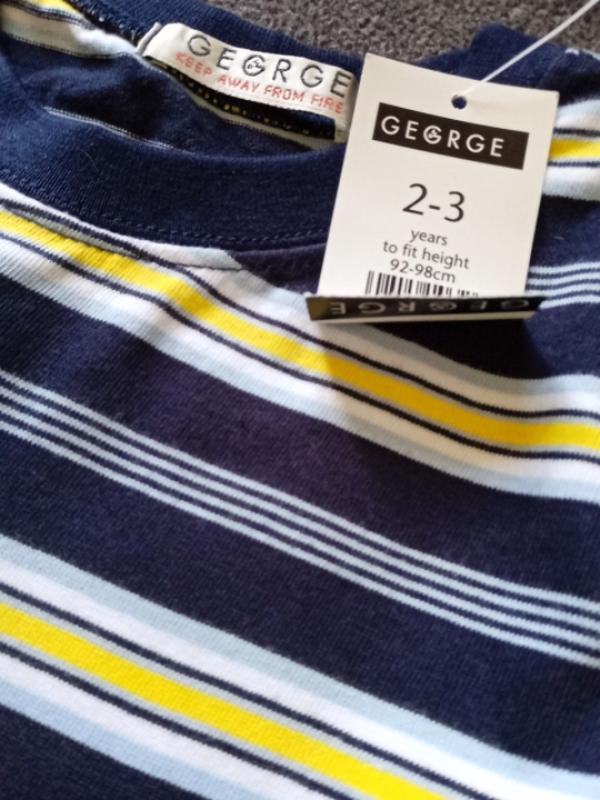 GEORGE
KEEP AWAY FROM FIRE
GEORGE
2-3
years
to fit height
92-98cm
GEORGE